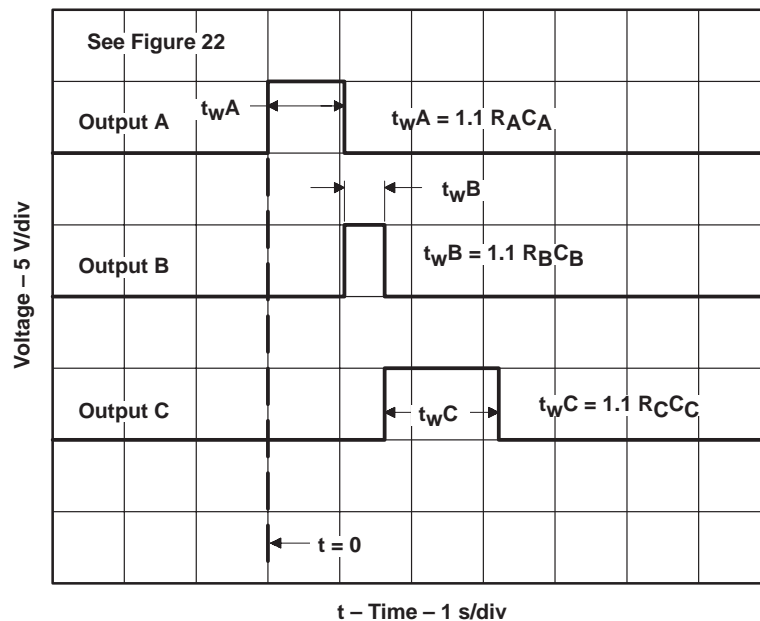 See Figure 22
Output A
twA
twA = 1.1 RACA
twB
Output B
twB = 1.1 RBCB
Output C
twC
twC = 1.1 RCCC
t = 0
Voltage – 5 V/div
t – Time – 1 s/div